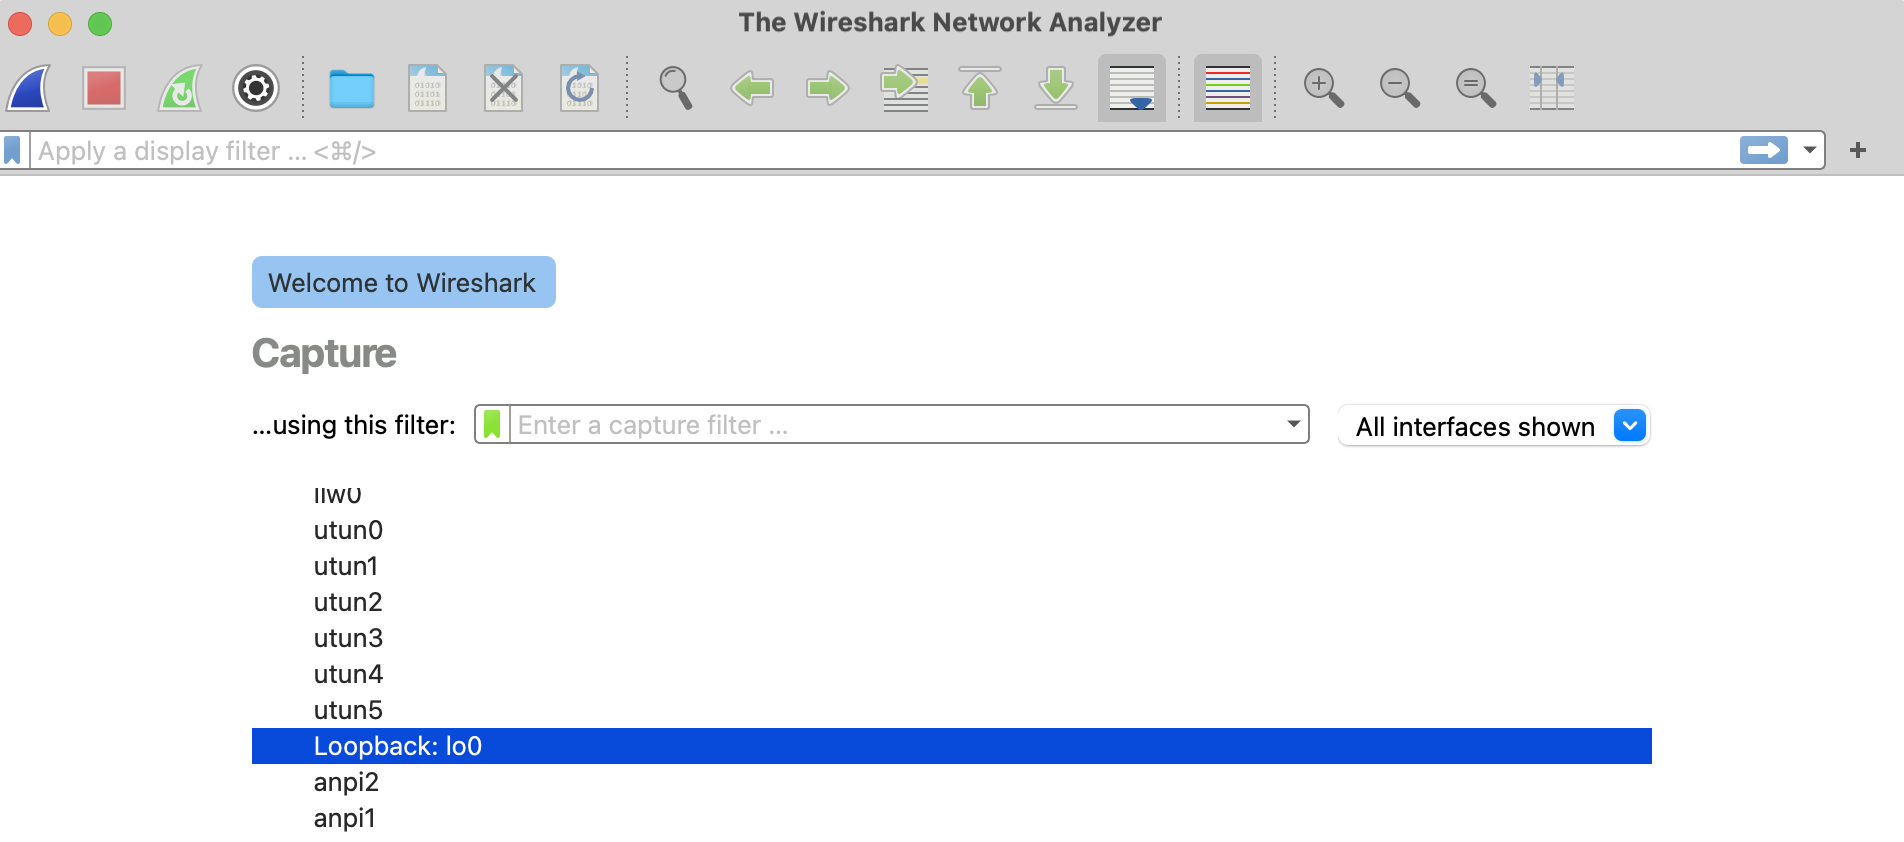 The Wireshark Network Analyzer
Apply a display filter ... <⌘/>
Welcome to Wireshark
Capture
...using this filter:
Enter a capture filter ...
All interfaces shown
llw0
utun0
utun1
utun2
utun3
utun4
utun5
Loopback: lo0
anpi2
anpi1